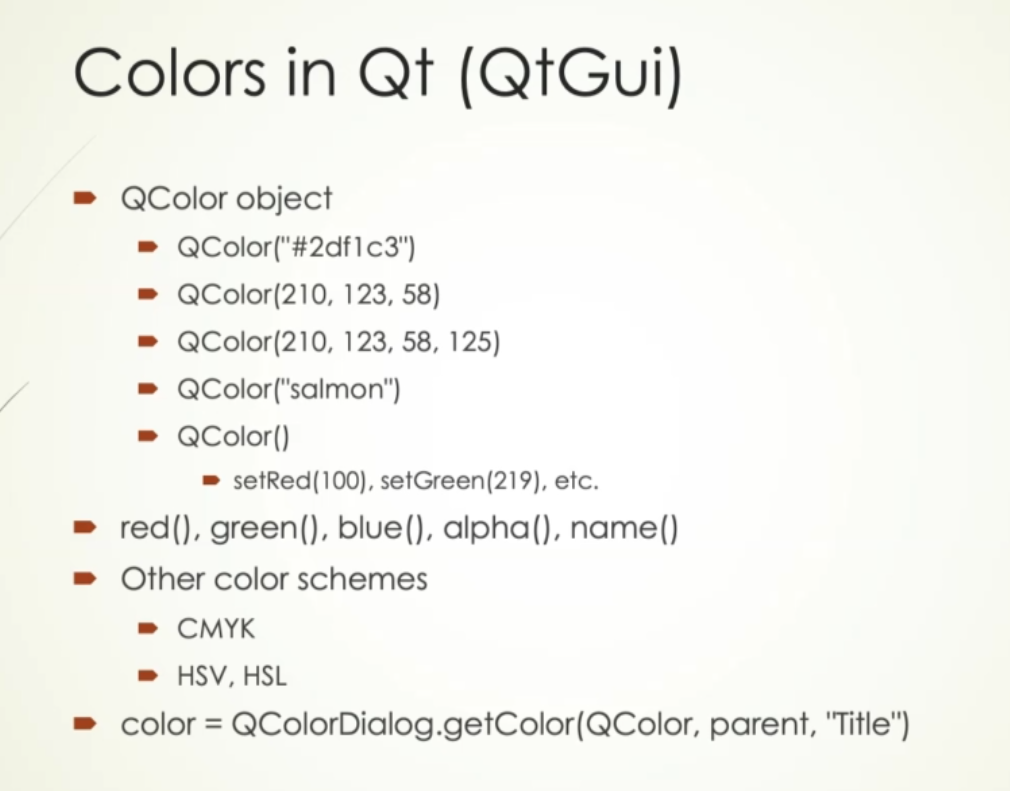 Colors in Qt (QtGui)
QColor object
QColor("#2df1c3")
QColor(210, 123, 58)
QColor(210, 123, 58, 125)
QColor("salmon")
QColor()
setRed(100), setGreen(219), etc.
red(), green(), blue(), alpha(), name()
Other color schemes
CMYK
HSV, HSL
color = QColorDialog.getColor(QColor, parent, "Title")